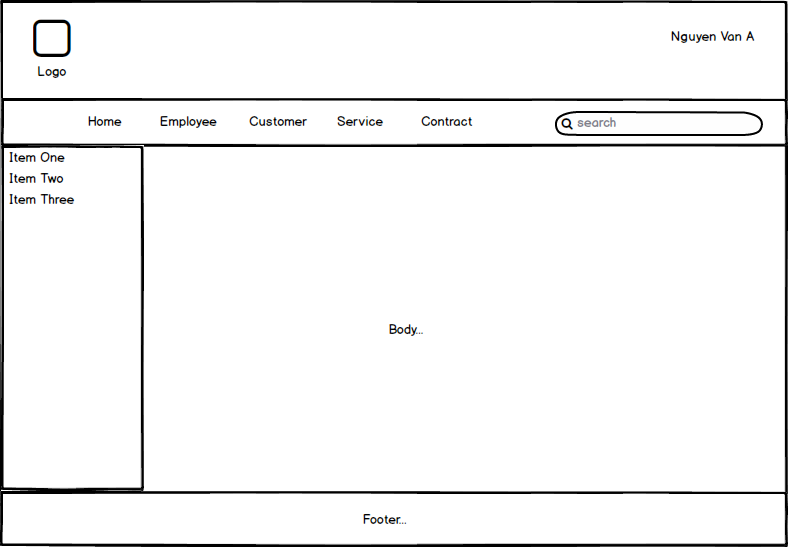 Nguyen Van A
Logo
Home Employee Customer Service Contract search
Item One
Item Two
Item Three
Body...
Footer...